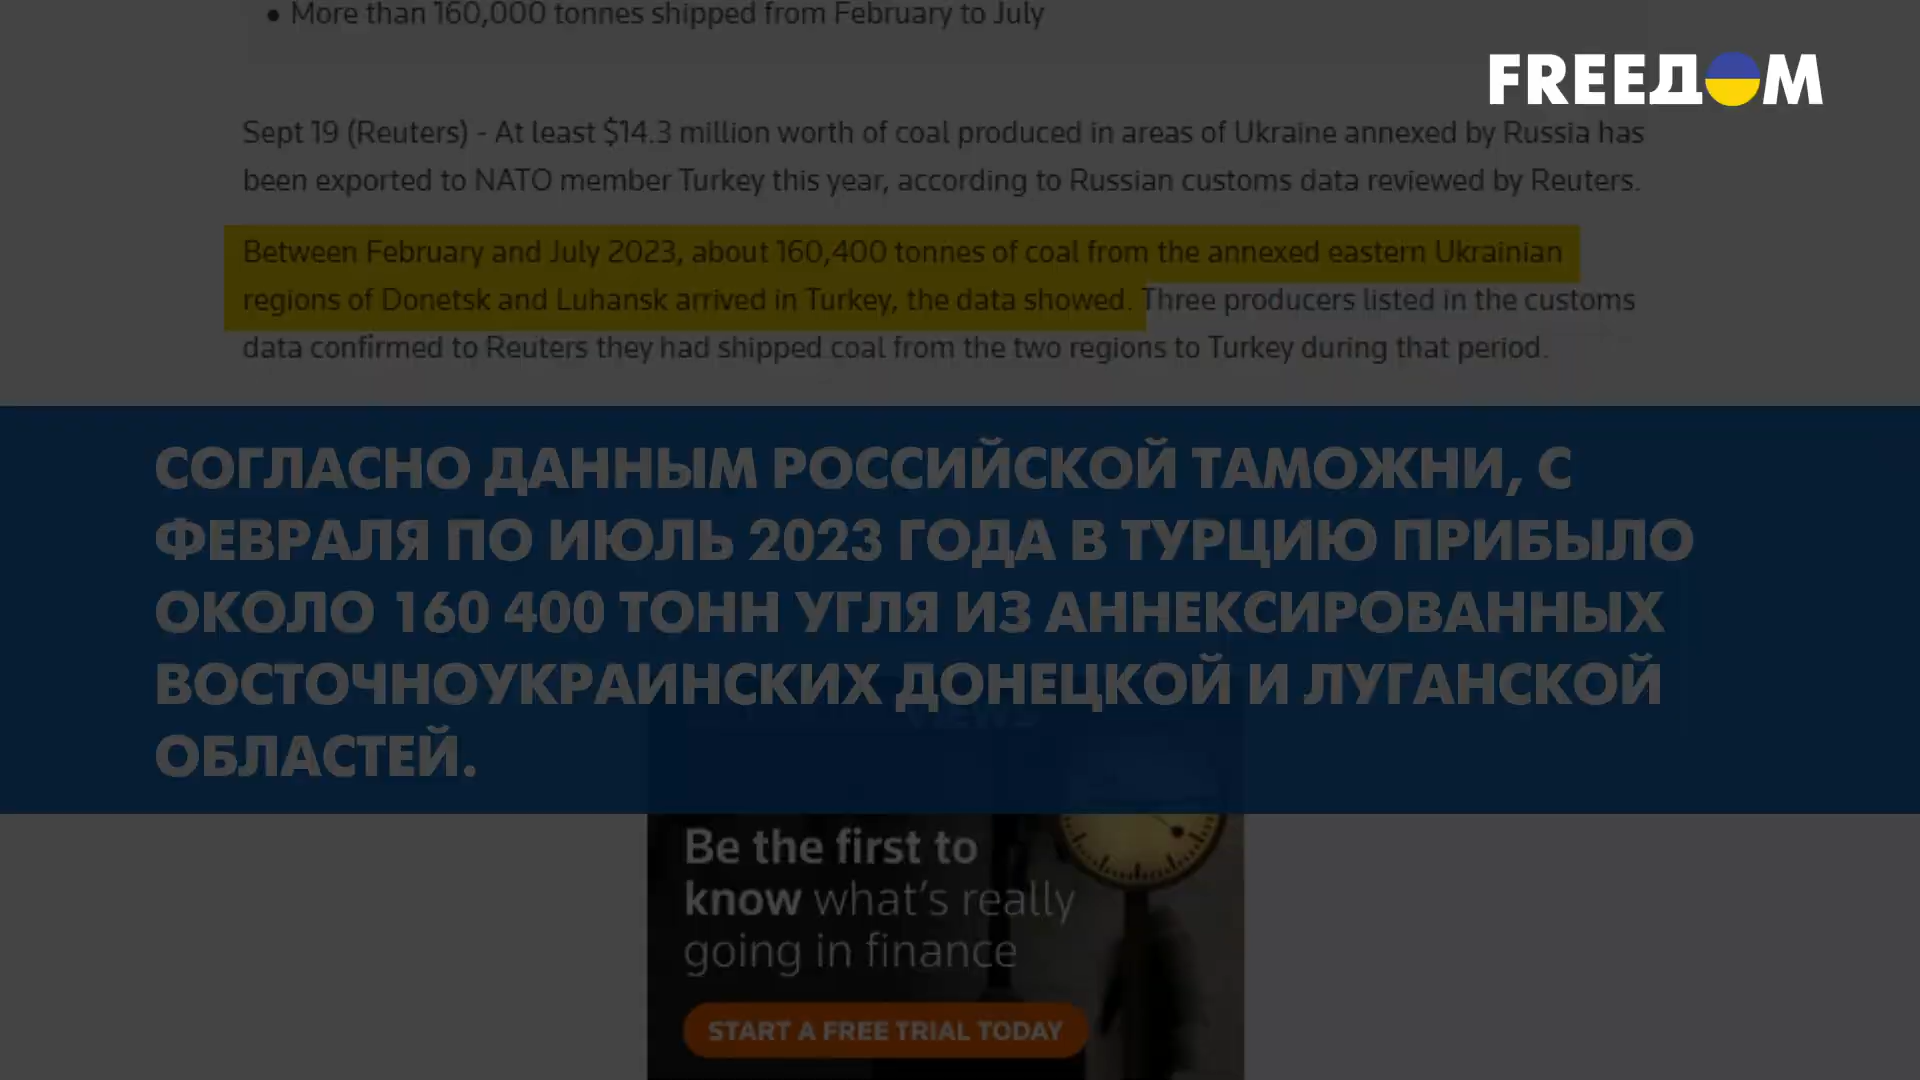 • More than 160,000 tonnes shipped from February to July
FREEДOM
Sept 19 (Reuters) - At least $14.3 million worth of coal produced in areas of Ukraine annexed by Russia has
been exported to NATO member Turkey this year, according to Russian customs data reviewed by Reuters.
Between February and July 2023, about 160,400 tonnes of coal from the annexed eastern Ukrainian
regions of Donetsk and Luhansk arrived in Turkey, the data showed. Three producers listed in the customs
data confirmed to Reuters they had shipped coal from the two regions to Turkey during that period.
СОГЛАСНО ДАННЫМ РОССИЙСКОЙ ТАМОЖНИ, С
ФЕВРАЛЯ ПО ИЮЛЬ 2023 ГОДА В ТУРЦИЮ ПРИБЫЛО
ОКОЛО 160 400 ТОНН УГЛЯ ИЗ АННЕКСИРОВАННЫХ
ВОСТОЧНОУКРАИНСКИХ ДОНЕЦКОЙ И ЛУГАНСКОЙ
ОБЛАСТЕЙ.
Be the first to
know what's really
going in finance
START A FREE TRIAL TODAY